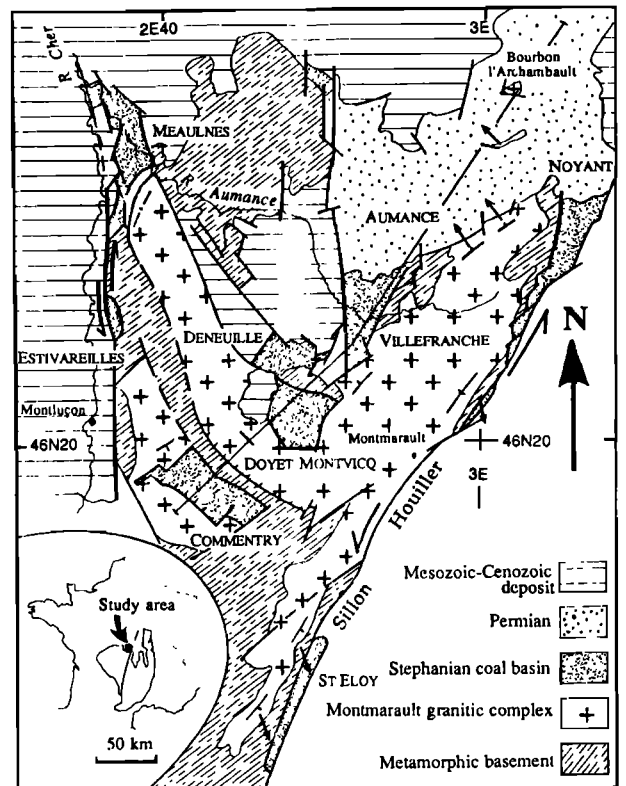 2E40
3E
R Cher
Bourbon
l'Archambault
MEAULNES
NOYANT
R Aumance
AUMANCE
DENEUILLE
VILLEFRANCHE
N
ESTIVAREILLES
Montluçon
Montmarault
46N20
46N20
DOYET MONTVICQ
3E
COMMENTRY
Sillon Houiller
Mesozoic-Cenozoic
deposit
Study area
Permian
Stephanian coal basin
ST ELOY
Montmarault granitic complex
50 km
Metamorphic basement